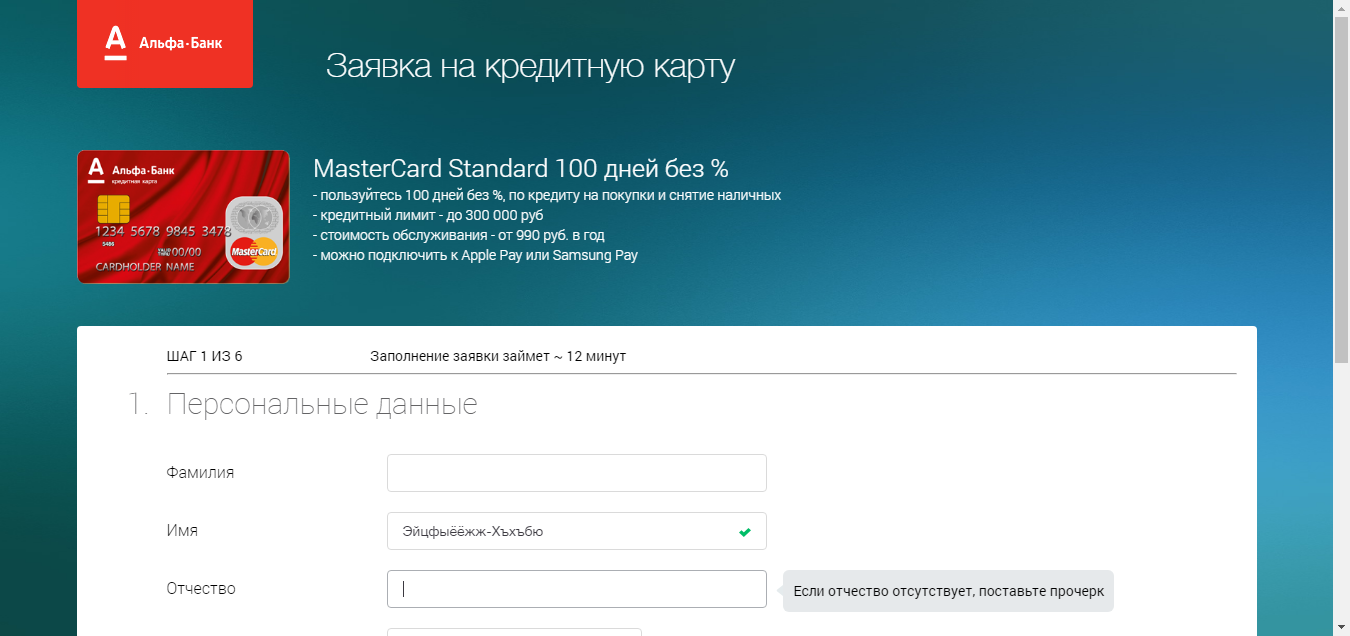 Альфа·Банк
Заявка на кредитную карту
Альфа·Банк
кредитная карта
1234 5678 9845 3478
5486
00/00
MasterCard
CARDHOLDER NAME
MasterCard Standard 100 дней без %
- пользуйтесь 100 дней без %, по кредиту на покупки и снятие наличных
- кредитный лимит - до 300 000 руб
- стоимость обслуживания - от 990 руб. в год
- можно подключить к Apple Pay или Samsung Pay
ШАГ 1 ИЗ 6 Заполнение заявки займет ~ 12 минут
1. Персональные данные
Фамилия
Имя Эйцфыёёжж-Хъхъбю
Отчество Если отчество отсутствует, поставьте прочерк